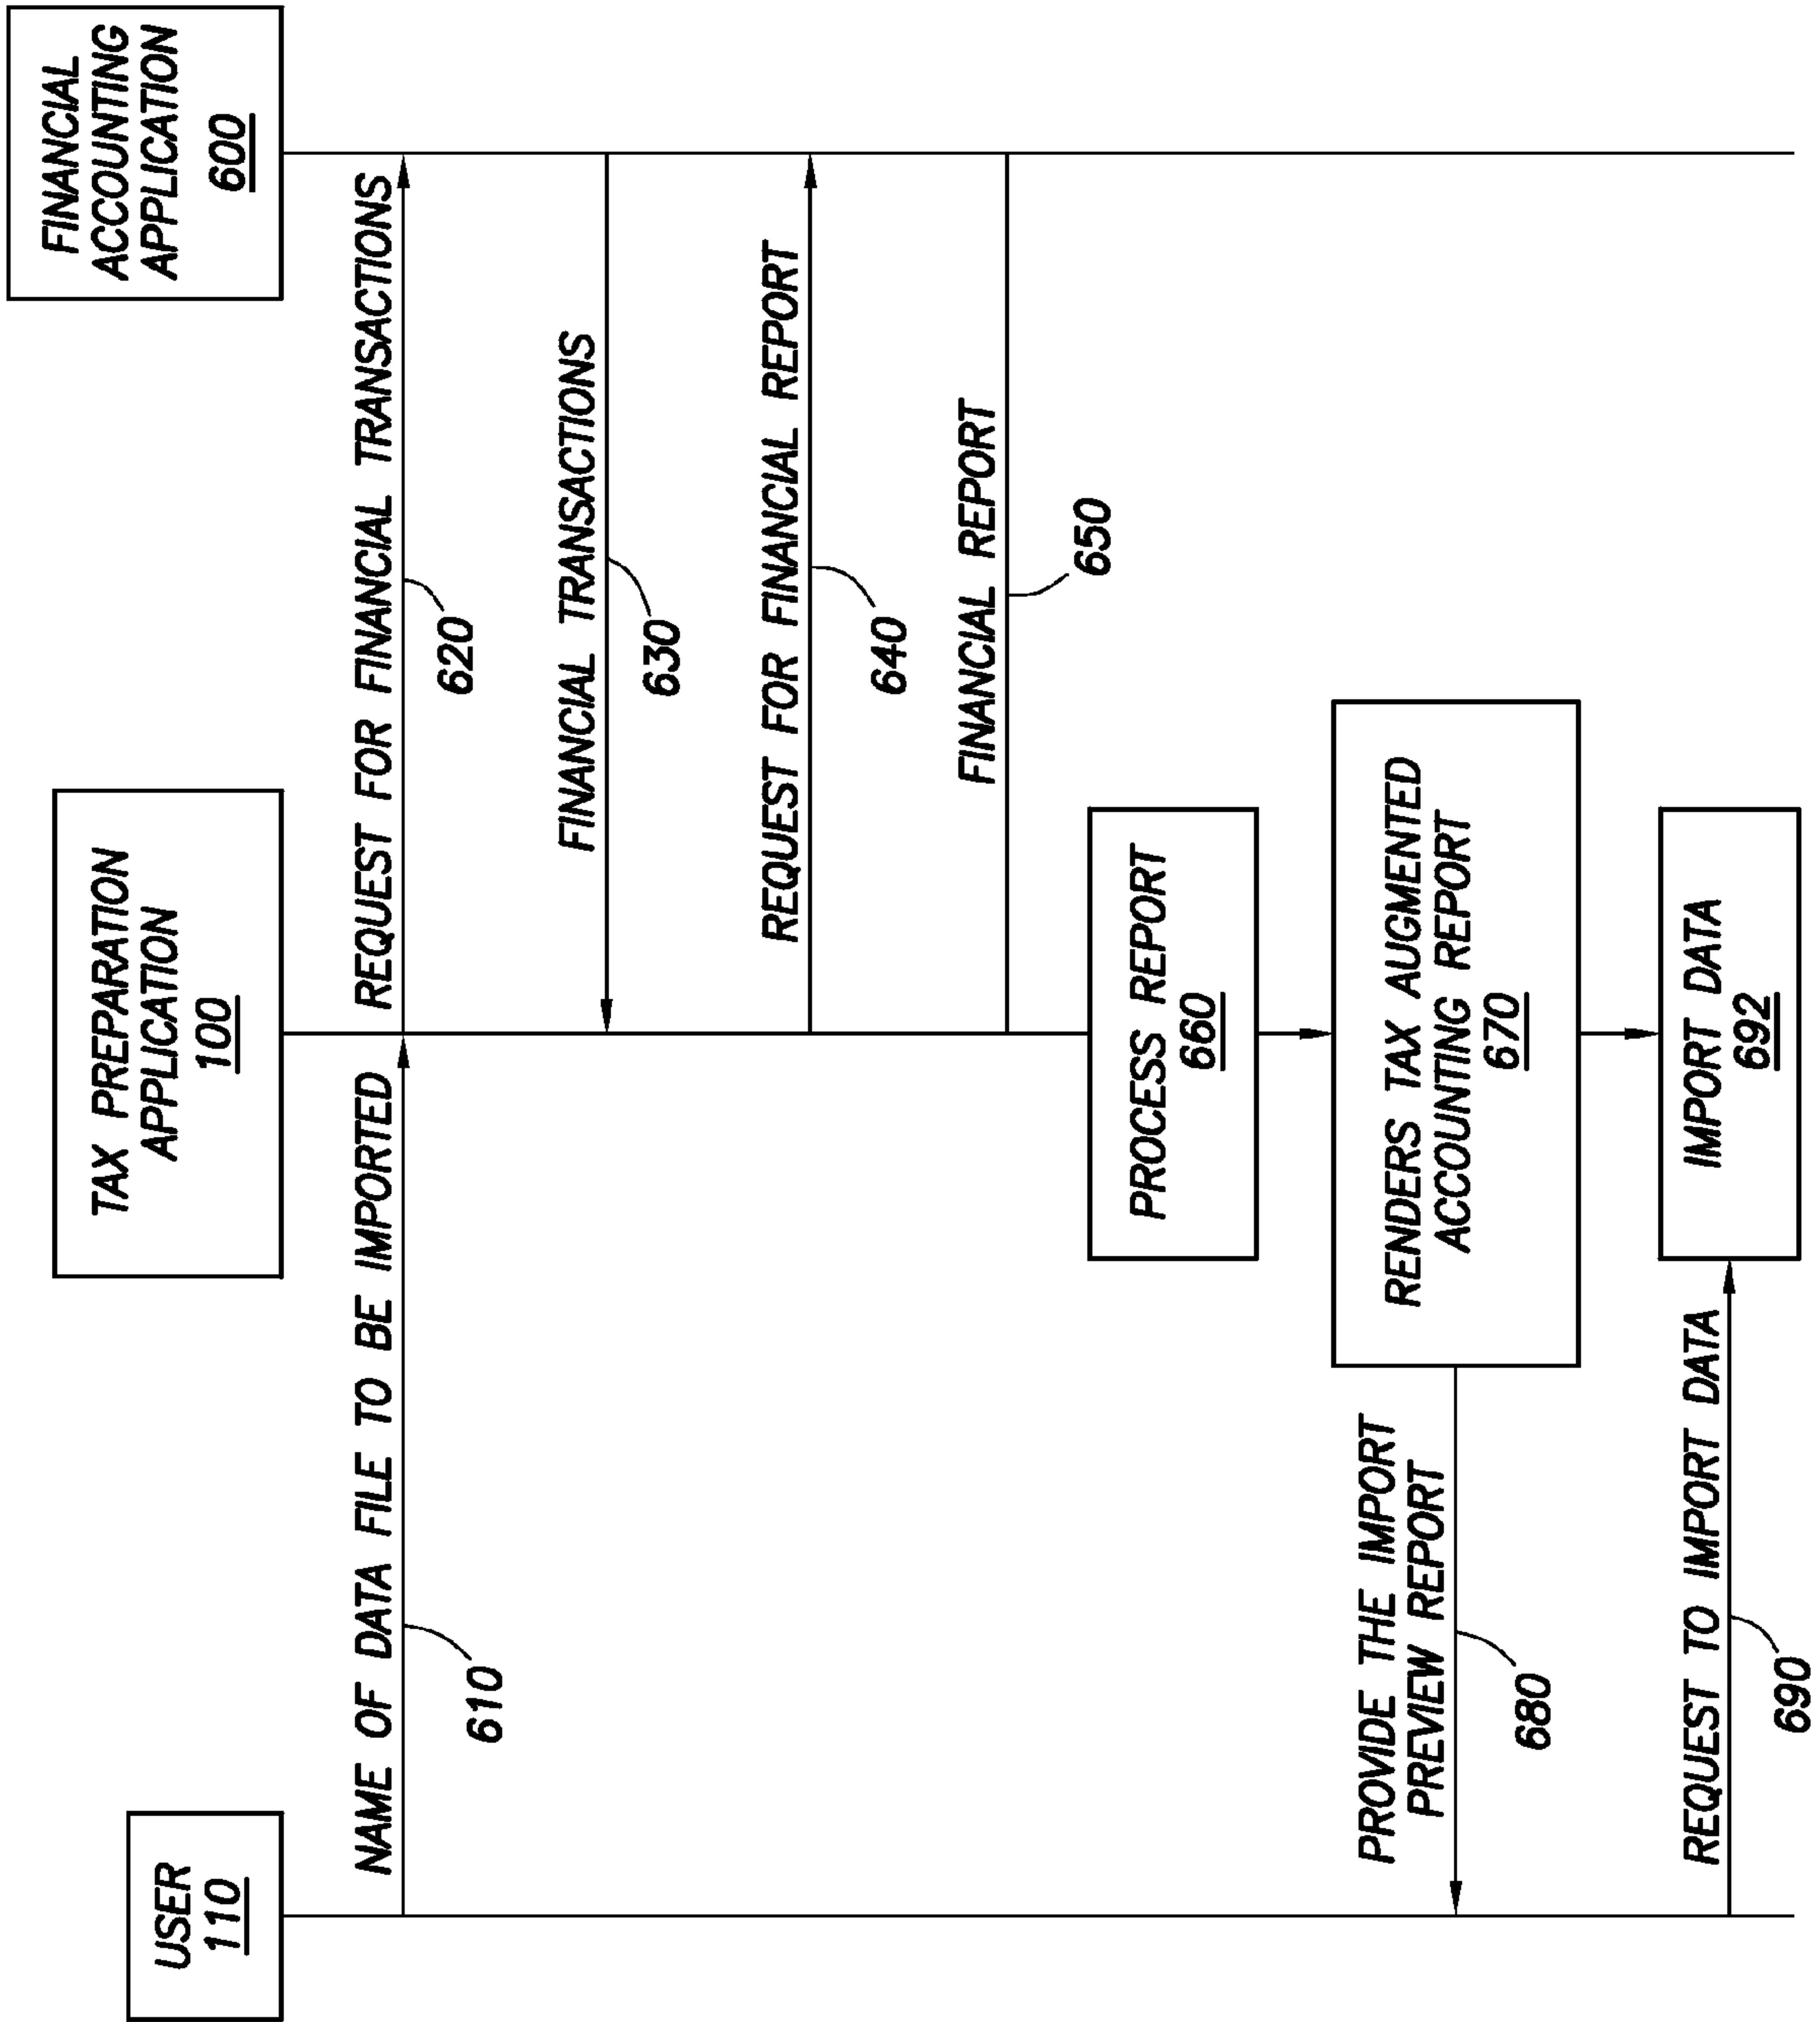 USER
110
TAX PREPARATION
APPLICATION
100
FINANCIAL
ACCOUNTING
APPLICATION
600
NAME OF DATA FILE TO BE IMPORTED
610
REQUEST FOR FINANCIAL TRANSACTIONS
620
FINANCIAL TRANSACTIONS
630
REQUEST FOR FINANCIAL REPORT
640
FINANCIAL REPORT
650
PROCESS REPORT
660
RENDERS TAX AUGMENTED
ACCOUNTING REPORT
670
PROVIDE THE IMPORT
PREVIEW REPORT
680
REQUEST TO IMPORT DATA
690
IMPORT DATA
692